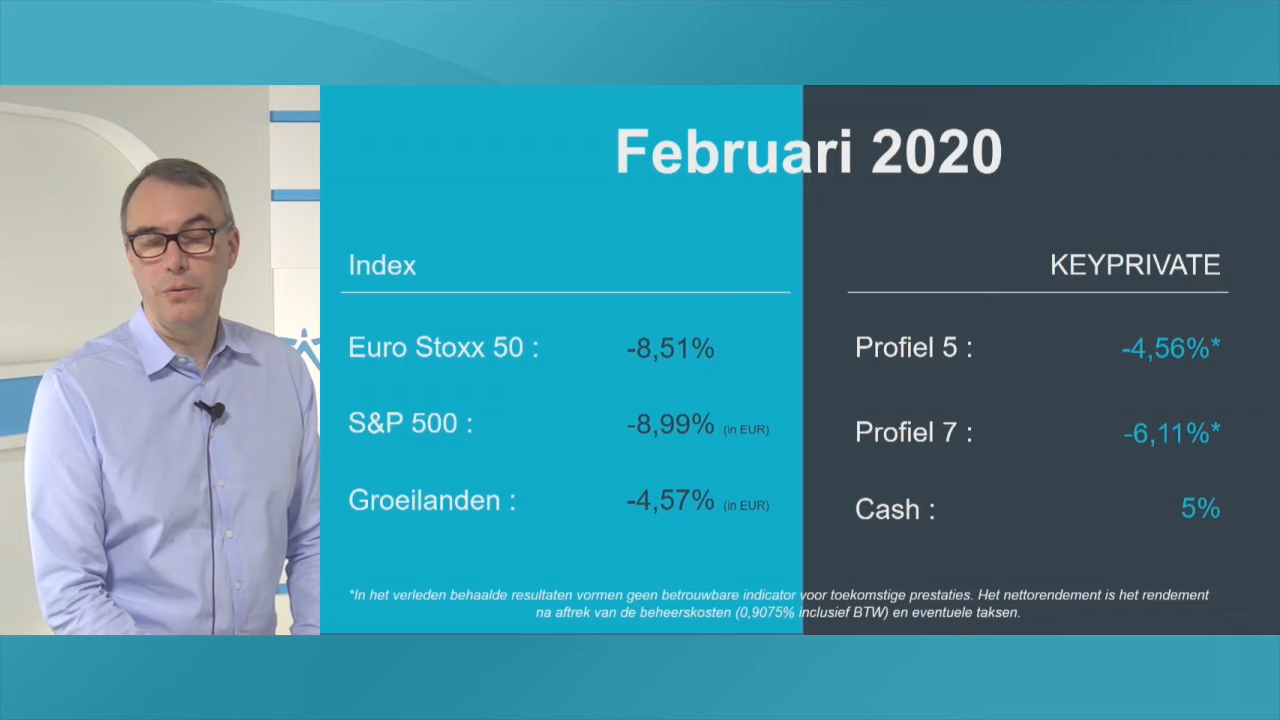 Februari 2020
Index
Euro Stoxx 50 : -8,51%
S&P 500 : -8,99% (in EUR)
Groeilanden : -4,57% (in EUR)
KEYPRIVATE
Profiel 5 : -4,56%*
Profiel 7 : -6,11%*
Cash : 5%
*In het verleden behaalde resultaten vormen geen betrouwbare indicator voor toekomstige prestaties. Het nettorendement is het rendement
na aftrek van de beheerskosten (0,9075% inclusief BTW) en eventuele taksen.